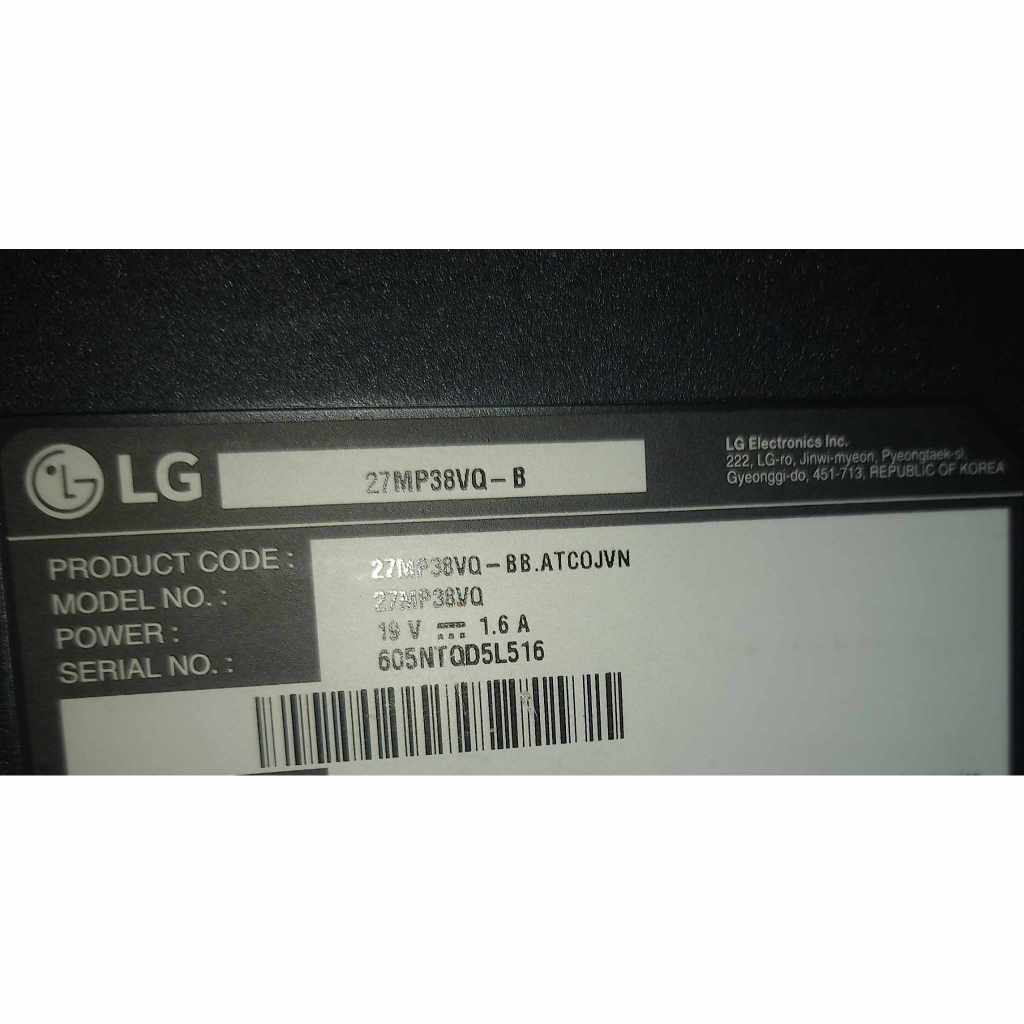 LG 27MP38VQ-B
LG Electronics Inc.
222, LG-ro, Jinwi-myeon, Pyeongtaek-si,
Gyeonggi-do, 451-713, REPUBLIC OF KOREA
PRODUCT CODE : 27MP38VQ-BB.ATCOJVN
MODEL NO. : 27MP38VQ
POWER : 19 V ⎓ 1.6 A
SERIAL NO. : 605NTQD5L516